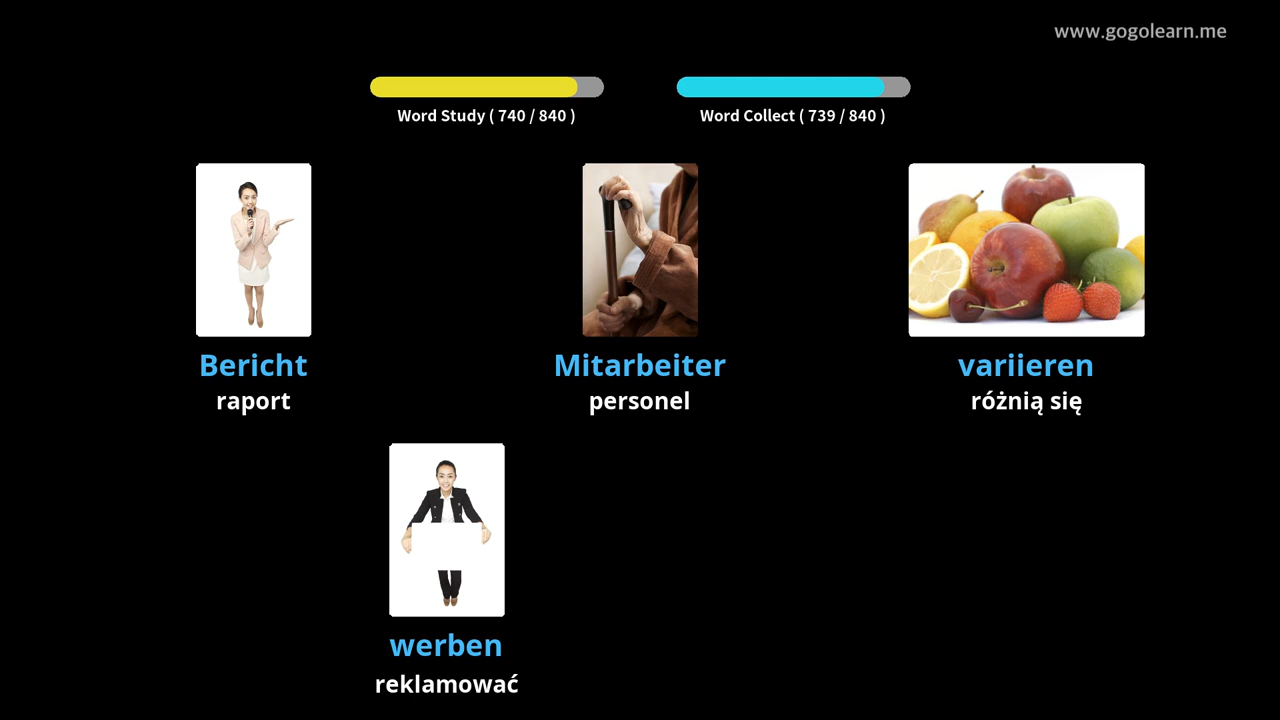 www.gogolearn.me
Word Study ( 740 / 840 )
Word Collect ( 739 / 840 )
Bericht
raport
Mitarbeiter
personel
variieren
różnią się
werben
reklamować